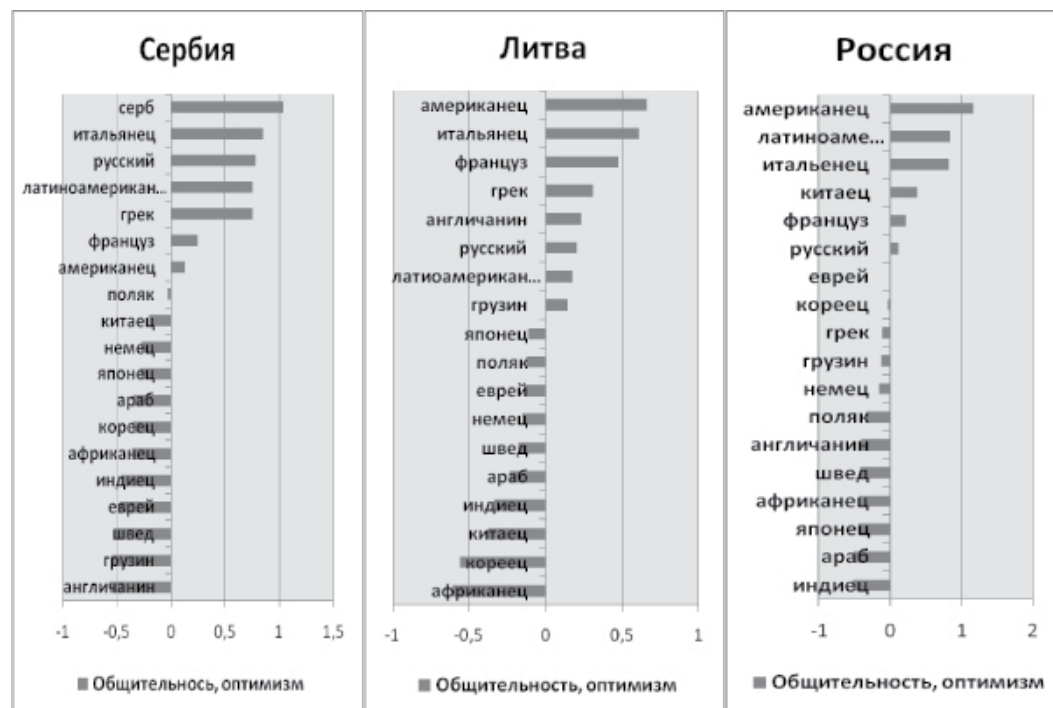 Сербия
серб
итальянец
русский
латиноамерикан...
грек
француз
американец
поляк
китаец
немец
японец
араб
кореец
африканец
индиец
еврей
швед
грузин
англичанин
-1 -0,5 0 0,5 1 1,5
Общительнось, оптимизм
Литва
американец
итальянец
француз
грек
англичанин
русский
латиоамерикан...
грузин
японец
поляк
еврей
немец
швед
араб
индиец
китаец
кореец
африканец
-1 -0,5 0 0,5 1
Общительность, оптимизм
Россия
американец
латиноаме...
итальенец
китаец
француз
русский
еврей
кореец
грек
грузин
немец
поляк
англичанин
швед
африканец
японец
араб
индиец
-1 0 1 2
Общительность, оптимизм